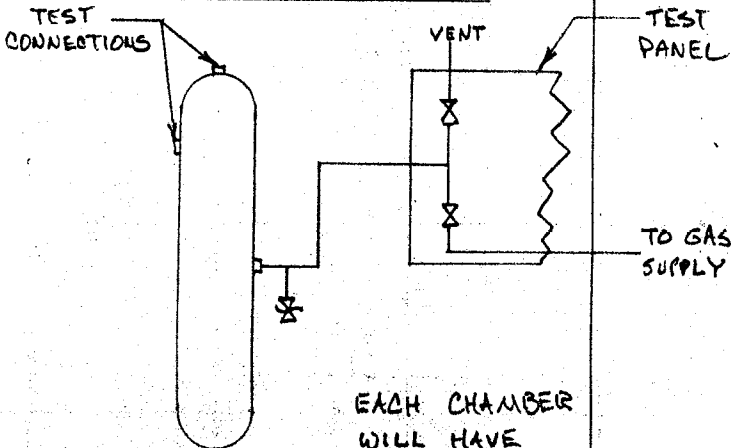 TEST
CONNECTIONS
VENT
TEST
PANEL
TO GAS
SUPPLY
EACH CHAMBER
WILL HAVE